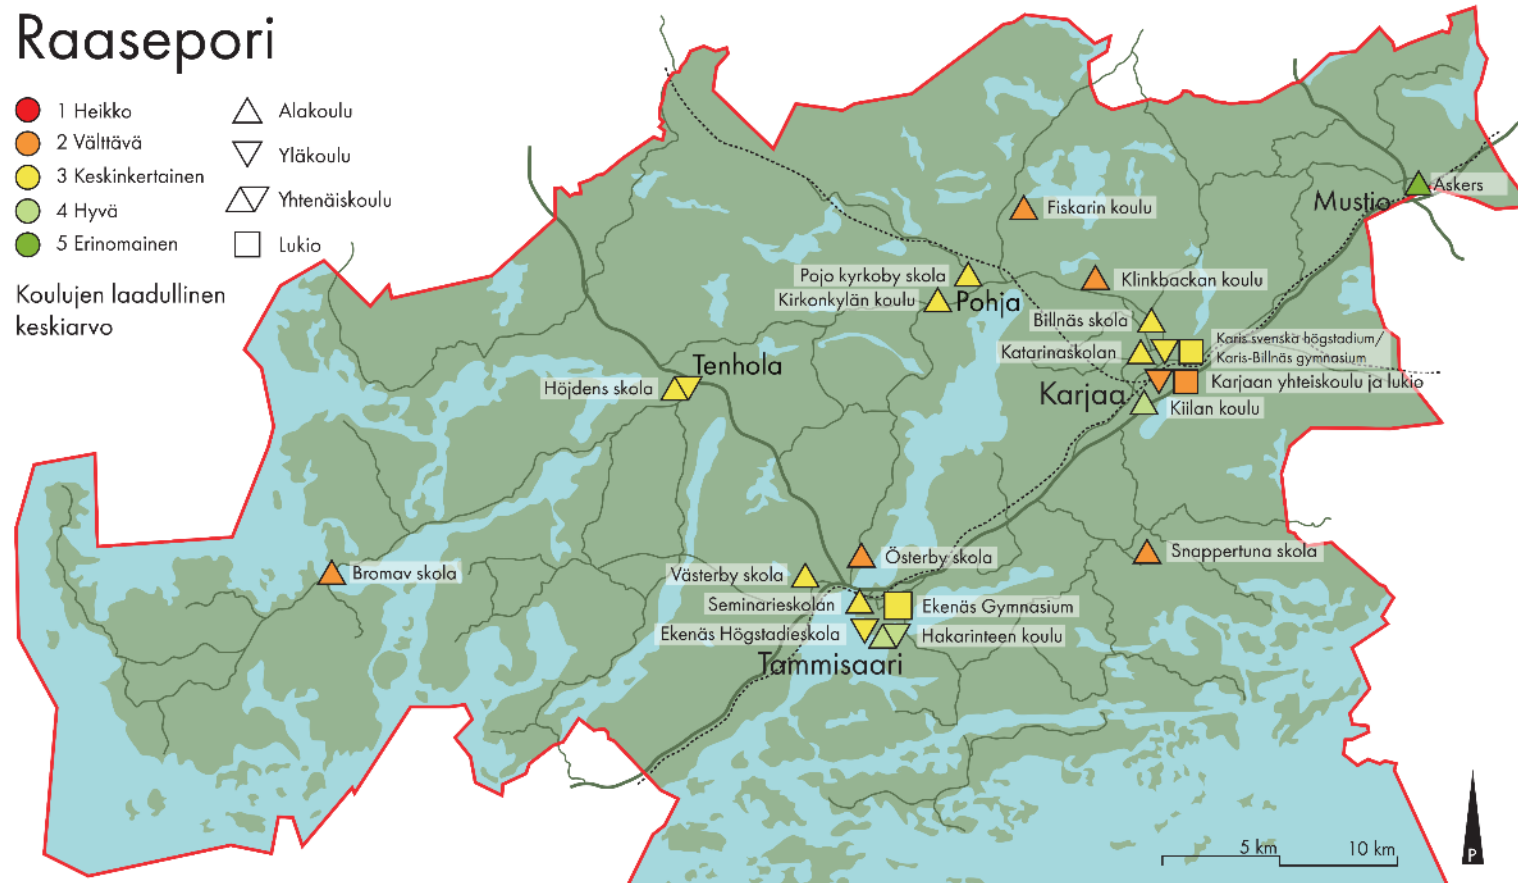 Raasepori
1 Heikko
2 Välttävä
3 Keskinkertainen
4 Hyvä
5 Erinomainen
Alakoulu
Yläkoulu
Yhtenäiskoulu
Lukio
Koulujen laadullinen
keskiarvo
Askers
Mustio
Fiskarin koulu
Pojo kyrkoby skola
Klinkbackan koulu
Kirkonkylän koulu
Pohja
Billnäs skola
Karis svenska högstadium/
Karis-Billnäs gymnasium
Katarinaskolan
Tenhola
Höjdens skola
Karjaan yhteiskoulu ja lukio
Karjaa
Kiilan koulu
Snappertuna skola
Österby skola
Bromav skola
Västerby skola
Seminarieskolan
Ekenäs Gymnasium
Ekenäs Högstadieskola
Hakarinteen koulu
Tammisaari
5 km
10 km
P